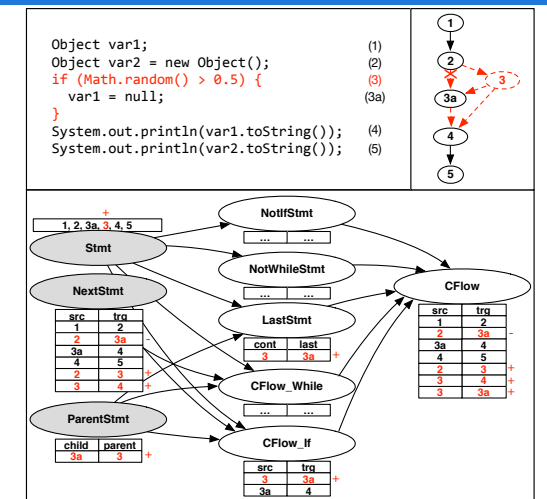 Object var1; (1)
Object var2 = new Object(); (2)
if (Math.random() > 0.5) { (3)
var1 = null; (3a)
}
System.out.println(var1.toString()); (4)
System.out.println(var2.toString()); (5)
1
2
3
3a
4
5
+
1, 2, 3a, 3, 4, 5
Stmt
NextStmt
src trg
1 2
2 3a -
3a 4
4 5
2 3 +
3 4 +
ParentStmt
child parent
3a 3 +
NotIfStmt
... ...
NotWhileStmt
... ...
LastStmt
cont last
3 3a +
CFlow_While
... ...
CFlow_If
src trg
3 3a +
3a 4
CFlow
src trg
1 2
2 3a -
3a 4
4 5
2 3 +
3 4 +
3 3a +